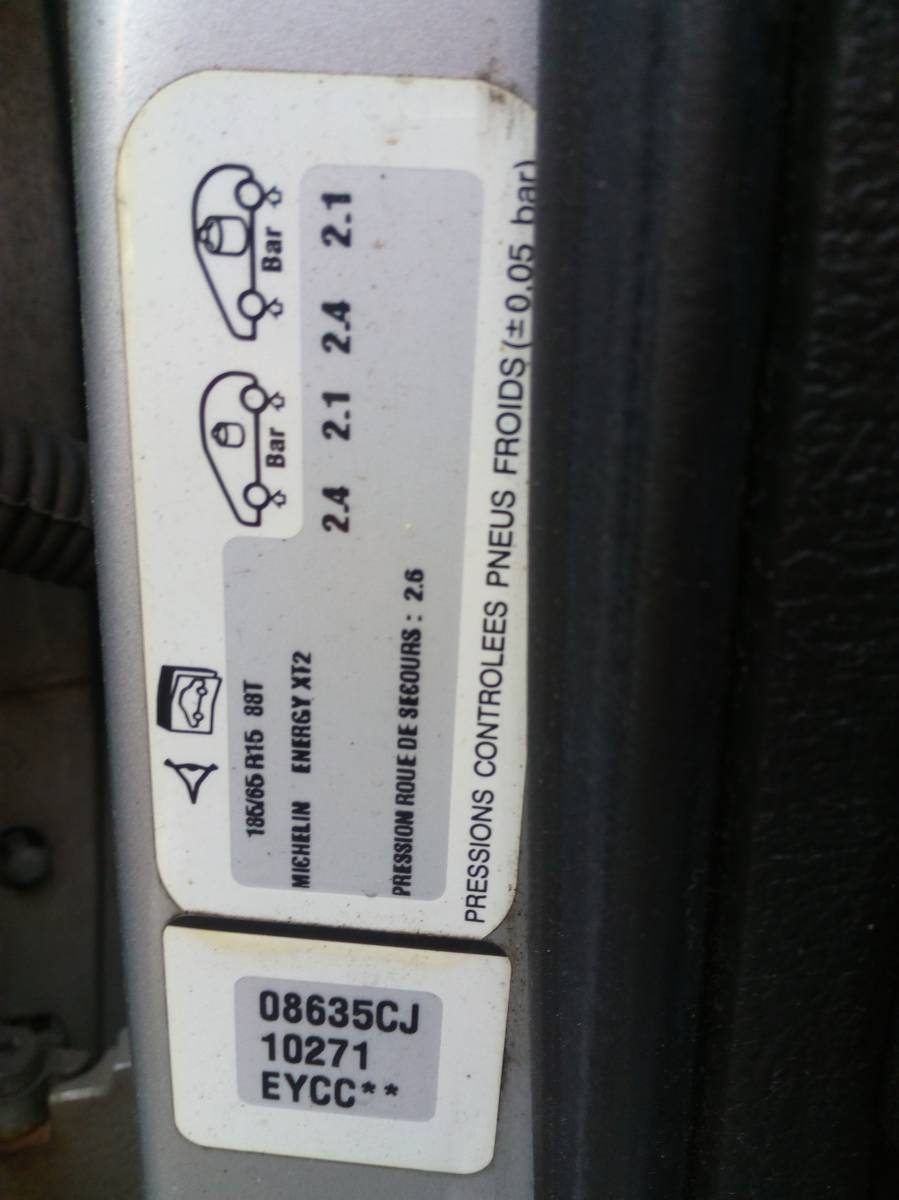 Bar Bar
185/65 R15 88T 2.4 2.1 2.4 2.1
MICHELIN ENERGY XT2
PRESSION ROUE DE SECOURS : 2.6
PRESSIONS CONTROLEES PNEUS FROIDS (±0,05 bar)
08635CJ
10271
EYCC**